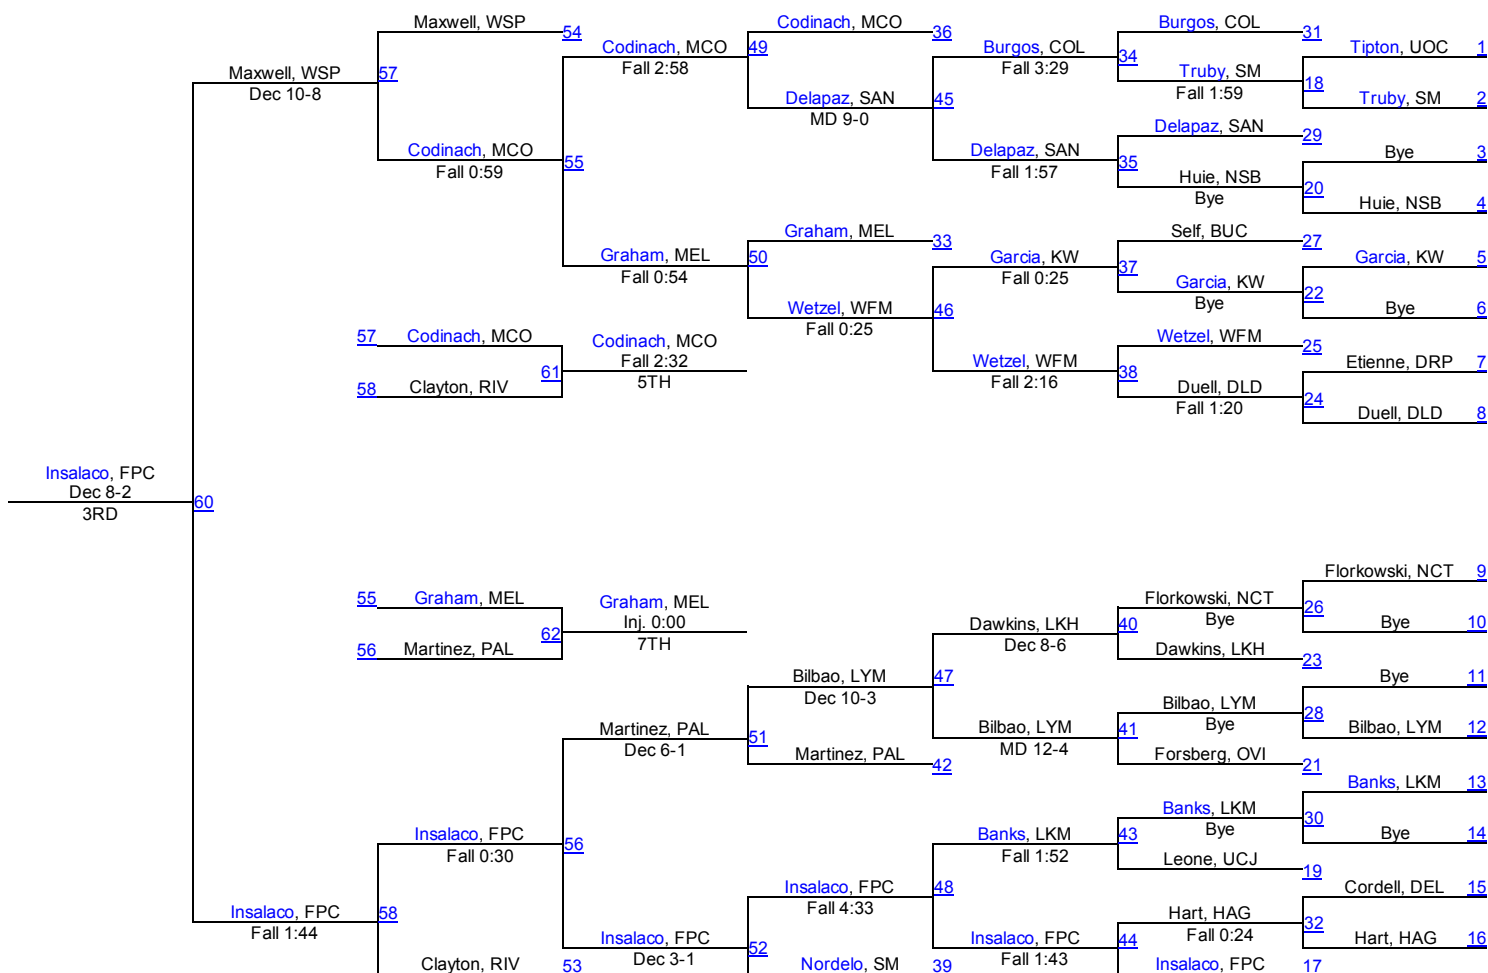 Maxwell, WSP
54
Codinach, MCO
36
Burgos, COL
31
Codinach, MCO
49
Burgos, COL
Tipton, UOC
1
Fall 2:58
Fall 3:29
34
Truby, SM
Maxwell, WSP
57
Fall 1:59
18
Dec 10-8
Delapaz, SAN
45
Truby, SM
2
MD 9-0
Delapaz, SAN
29
Codinach, MCO
Delapaz, SAN
Bye
3
Fall 0:59
55
Fall 1:57
35
Huie, NSB
Bye
20
Huie, NSB
4
Graham, MEL
33
Self, BUC
27
Graham, MEL
50
Garcia, KW
Garcia, KW
5
Fall 0:54
Fall 0:25
37
Garcia, KW
Bye
22
Wetzel, WFM
46
Bye
6
Fall 0:25
57
Codinach, MCO
Codinach, MCO
Wetzel, WFM
25
Fall 2:32
Wetzel, WFM
Etienne, DRP
7
61
5TH
Fall 2:16
38
58
Clayton, RIV
Duell, DLD
24
Fall 1:20
Duell, DLD
8
Insalaco, FPC
Dec 8-2
60
3RD
Florkowski, NCT
9
55
Graham, MEL
Graham, MEL
Florkowski, NCT
26
Inj. 0:00
Dawkins, LKH
40
Bye
Bye
10
62
7TH
Dec 8-6
56
Martinez, PAL
Dawkins, LKH
23
Bilbao, LYM
47
Bye
11
Dec 10-3
Bilbao, LYM
28
Martinez, PAL
51
Bilbao, LYM
41
Bye
Bilbao, LYM
12
Dec 6-1
MD 12-4
Martinez, PAL
42
Forsberg, OVI
21
Banks, LKM
13
Banks, LKM
30
Insalaco, FPC
56
Banks, LKM
43
Bye
Bye
14
Fall 0:30
Fall 1:52
Leone, UCJ
19
Insalaco, FPC
48
Cordell, DEL
15
Fall 4:33
Insalaco, FPC
58
Hart, HAG
32
Fall 1:44
Fall 0:24
Insalaco, FPC
52
Insalaco, FPC
44
Hart, HAG
16
Dec 3-1
Fall 1:43
Clayton, RIV
53
Nordelo, SM
39
Insalaco, FPC
17